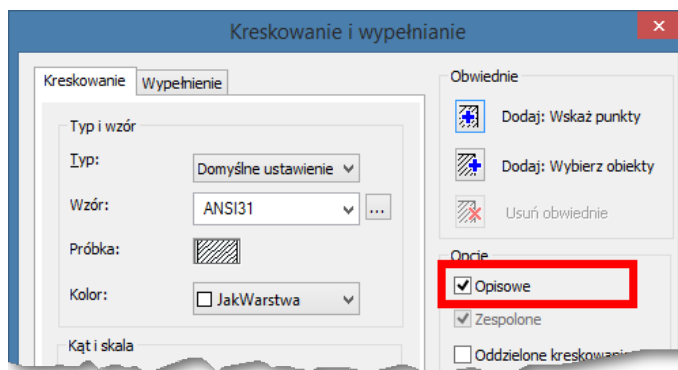 Kreskowanie i wypełnianie
Kreskowanie
Wypełnienie
Typ i wzór
Typ:
Domyślne ustawienie
Wzór:
ANSI31
...
Próbka:
Kolor:
JakWarstwa
Kąt i skala
Obwiednie
Dodaj: Wskaż punkty
Dodaj: Wybierz obiekty
Usuń obwiednie
Opcje
Opisowe
Zespolone
Oddzielone kreskowanie